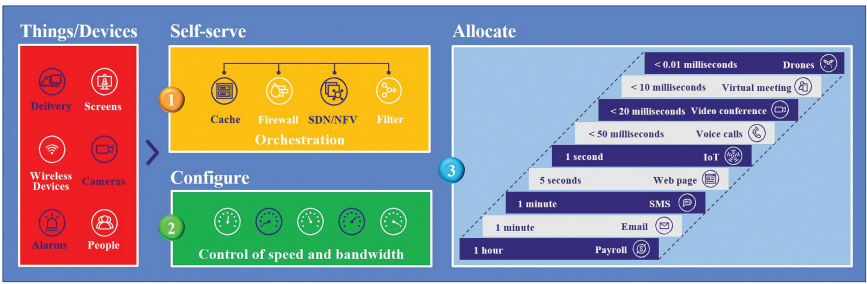 Things/Devices
Delivery
Screens
Wireless
Devices
Cameras
Alarms
People
Self-serve
1
Cache
Firewall
SDN/NFV
Filter
Orchestration
Configure
2
Control of speed and bandwidth
Allocate
3
< 0.01 milliseconds Drones
< 10 milliseconds Virtual meeting
< 20 milliseconds Video conference
< 50 milliseconds Voice calls
1 second IoT
5 seconds Web page
1 minute SMS
1 minute Email
1 hour Payroll